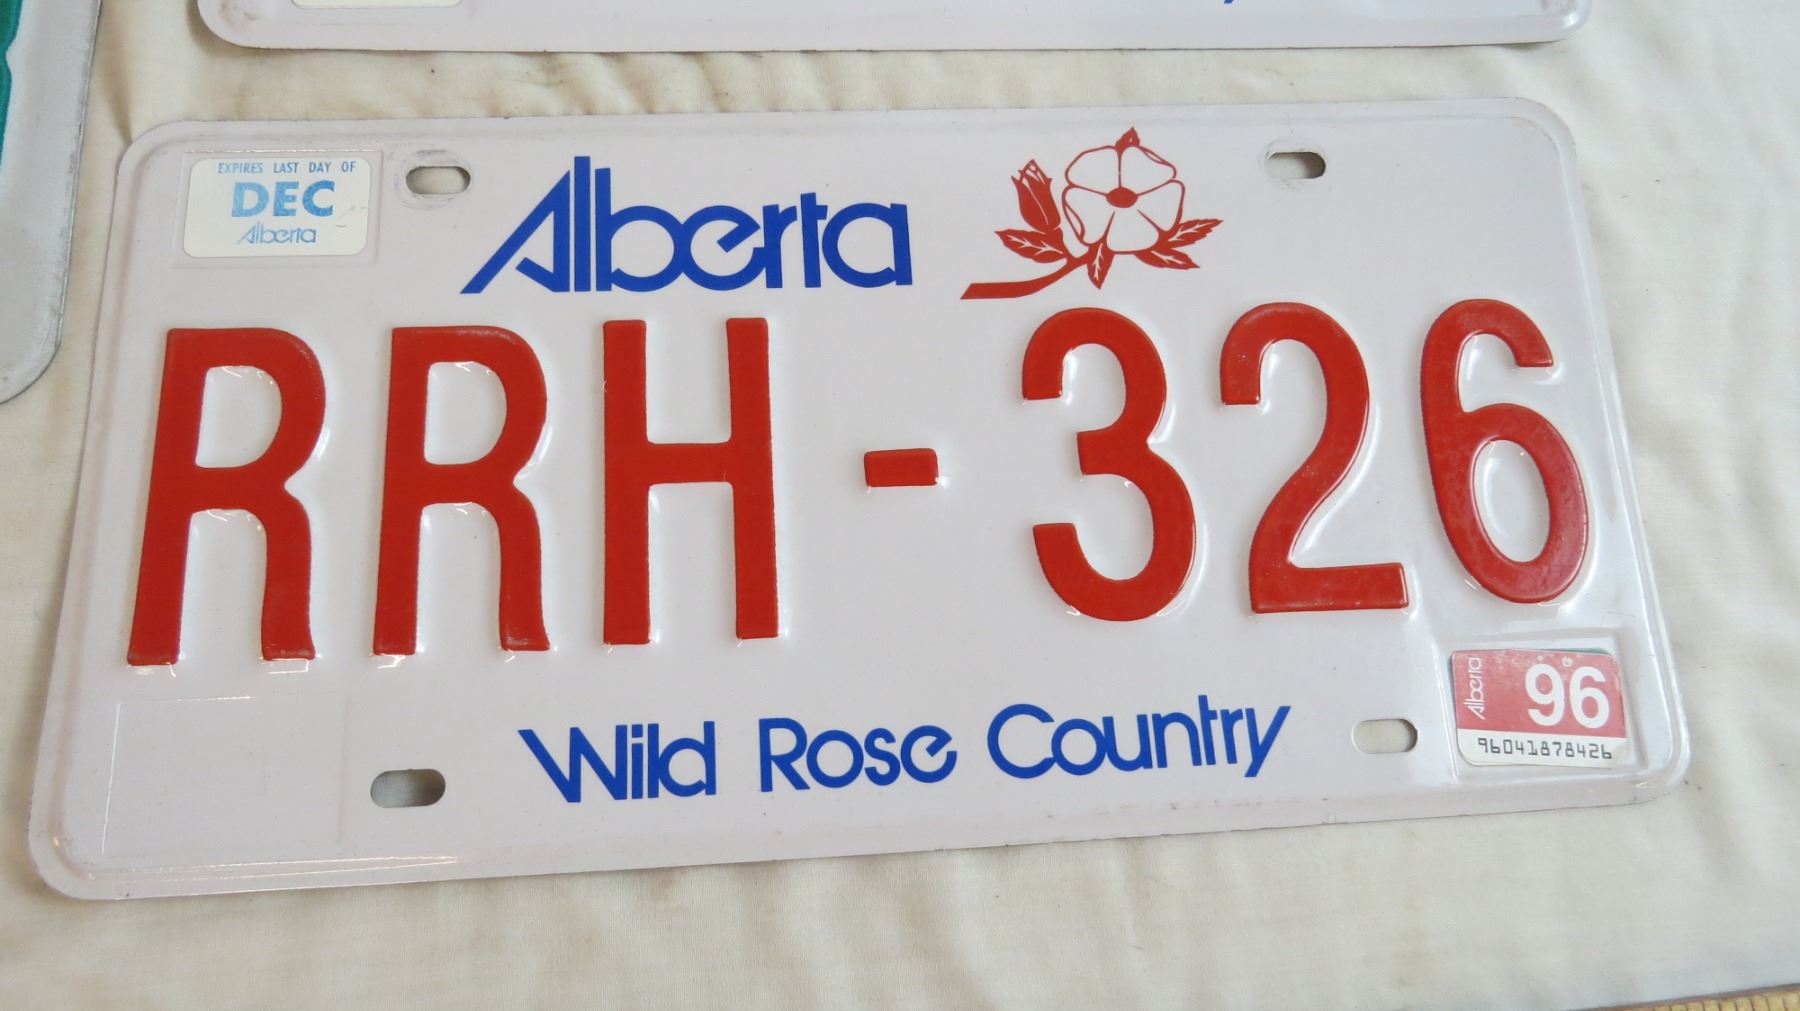 EXPIRES LAST DAY OF
DEC
Alberta
Alberta
RRH-326
Wild Rose Country
Alberta 96
96041878426